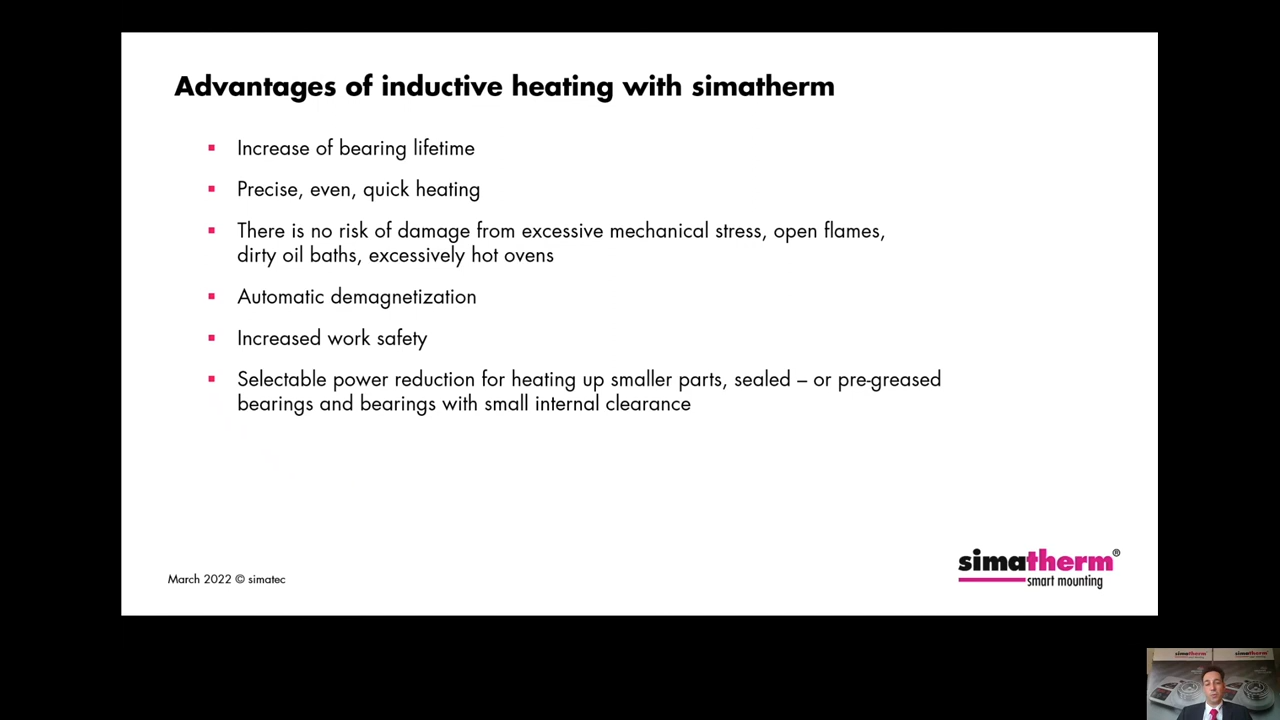 Advantages of inductive heating with simatherm
Increase of bearing lifetime
Precise, even, quick heating
There is no risk of damage from excessive mechanical stress, open flames,
dirty oil baths, excessively hot ovens
Automatic demagnetization
Increased work safety
Selectable power reduction for heating up smaller parts, sealed – or pre-greased
bearings and bearings with small internal clearance
March 2022 © simatec
simatherm®
smart mounting
simatherm simatherm